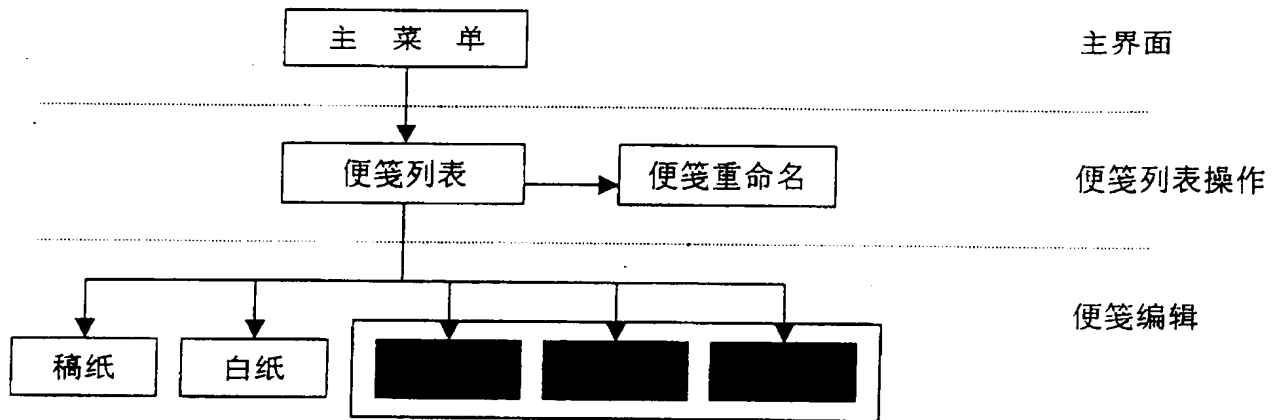 主 菜 单
主界面
便笺列表
便笺重命名
便笺列表操作
便笺编辑
稿纸
白纸